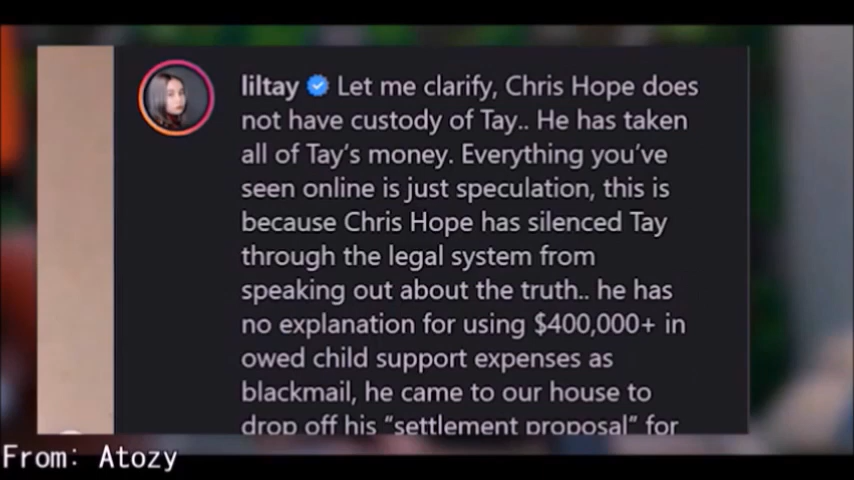 liltay Let me clarify, Chris Hope does
not have custody of Tay.. He has taken
all of Tay's money. Everything you've
seen online is just speculation, this is
because Chris Hope has silenced Tay
through the legal system from
speaking out about the truth.. he has
no explanation for using $400,000+ in
owed child support expenses as
blackmail, he came to our house to
drop off his “settlement proposal” for
From: Atozy